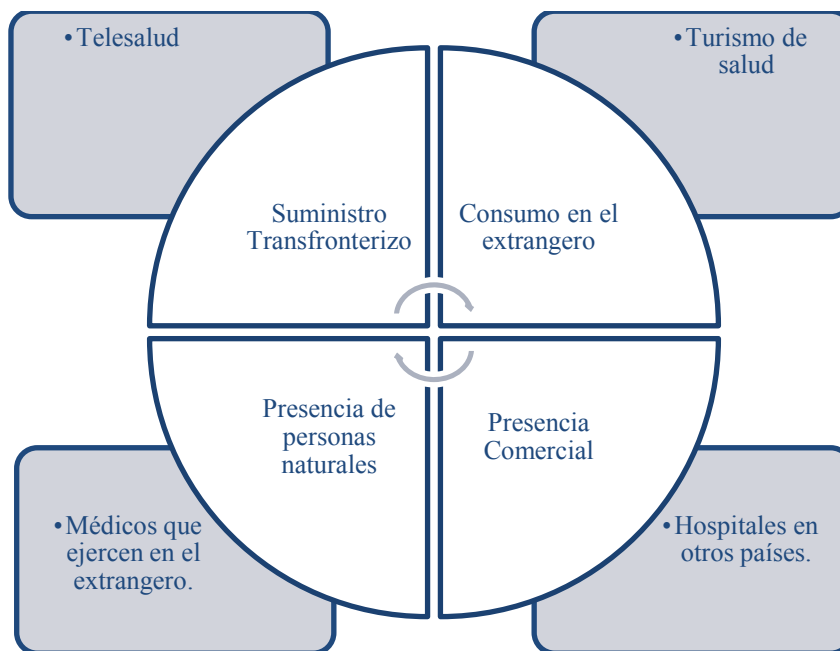 • Telesalud
• Turismo de
salud
Suministro
Transfronterizo
Consumo en el
extrangero
Presencia de
personas
naturales
Presencia
Comercial
• Médicos que
ejercen en el
extrangero.
• Hospitales en
otros países.